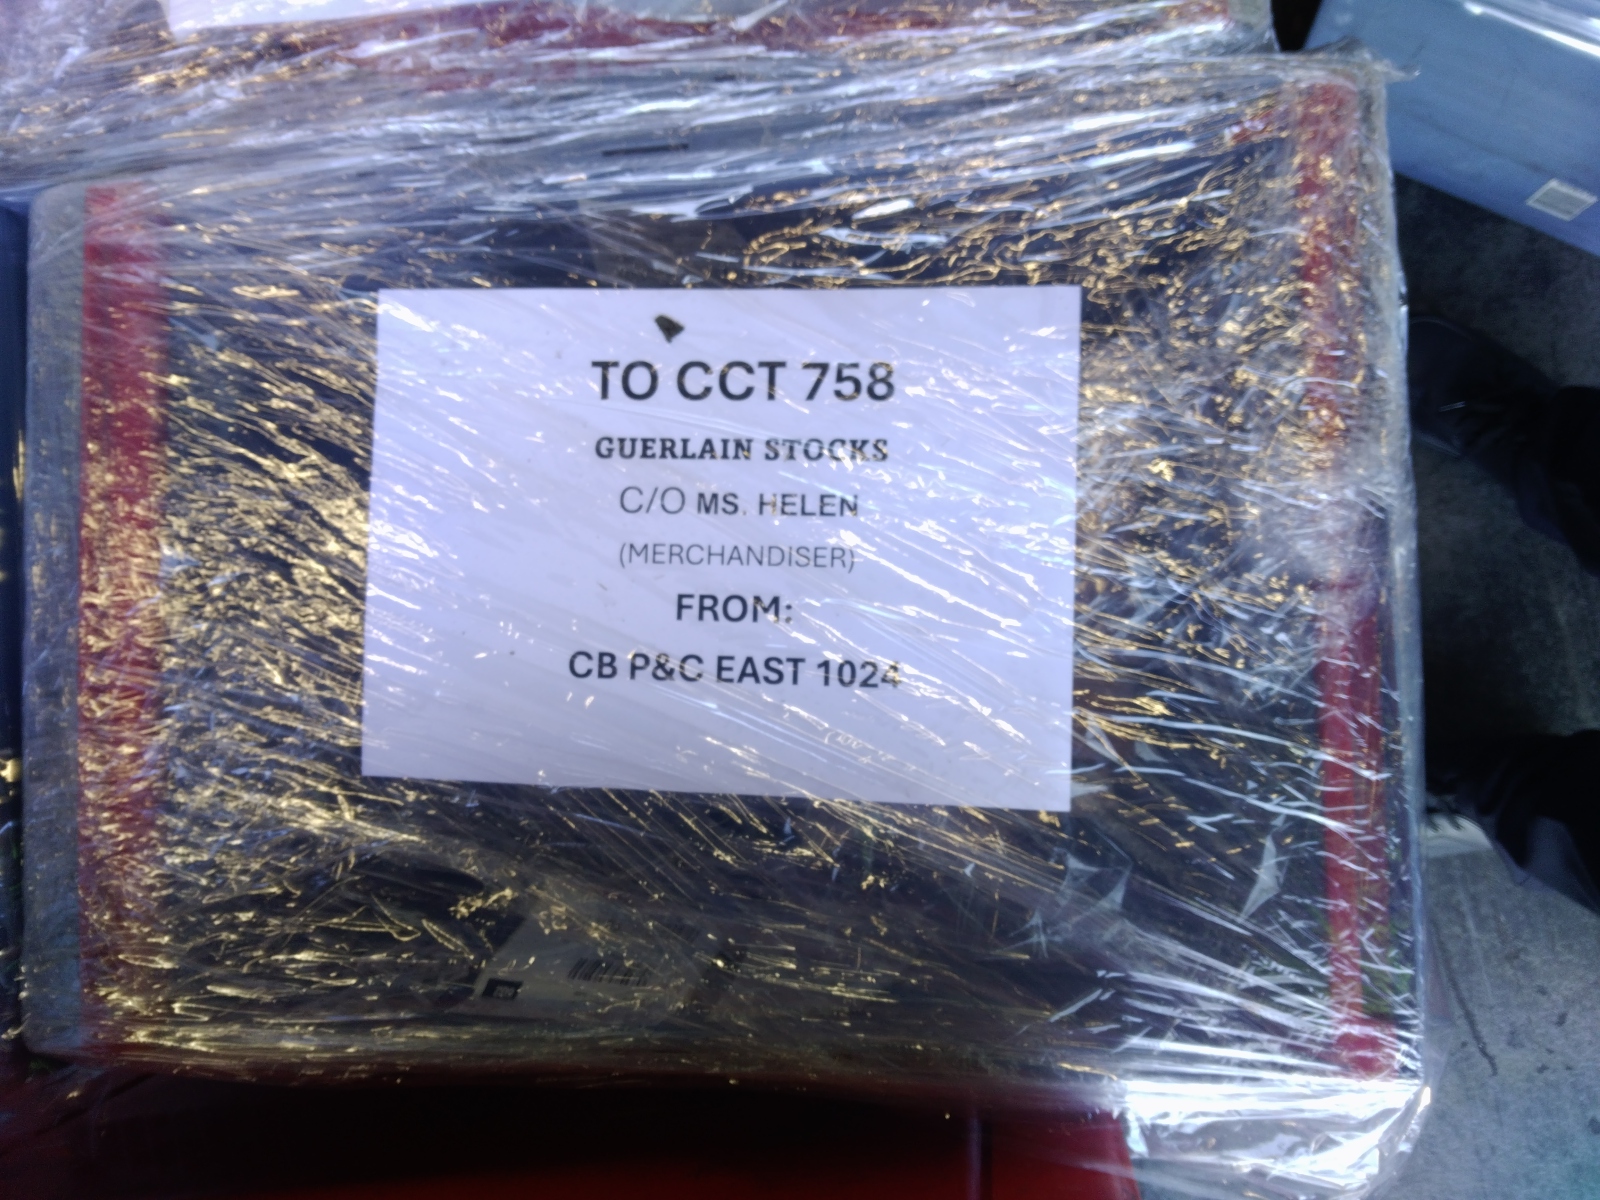 TO CCT 758
GUERLAIN STOCKS
C/O MS. HELEN
(MERCHANDISER)
FROM:
CB P&C EAST 1024